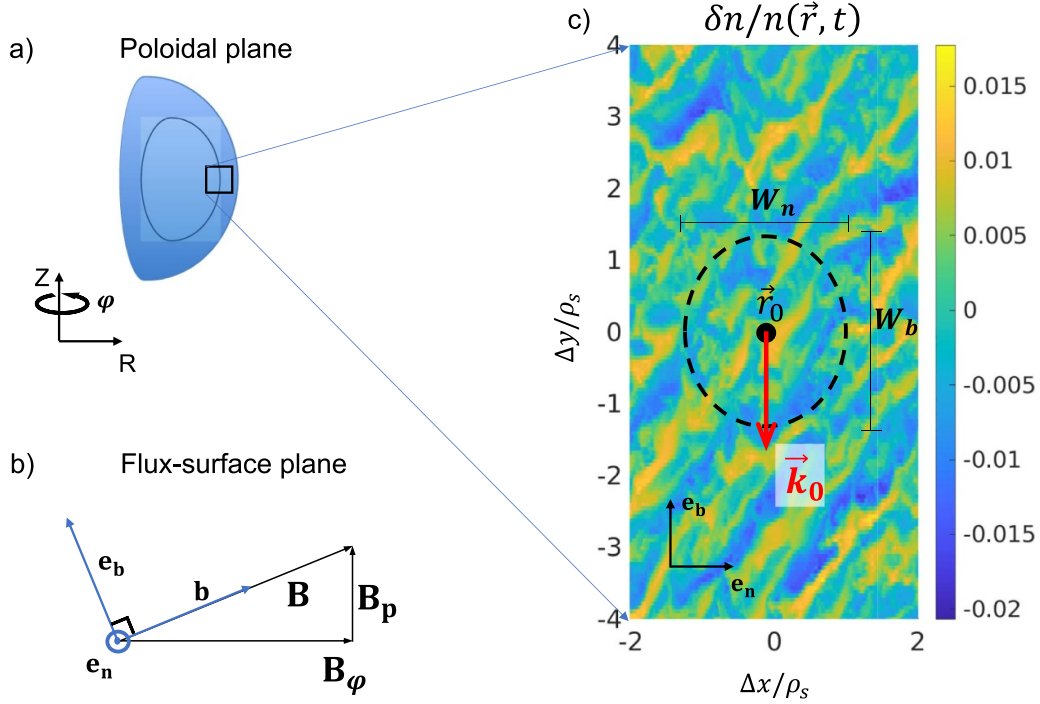 a)
Poloidal plane
Z
φ
R
b)
Flux-surface plane
e_b
b
B
B_p
e_n
B_φ
c)
δn/n(r⃗, t)
4
3
2
1
0
-1
-2
-3
-4
Δy/ρ_s
W_n
r⃗_0
W_b
k⃗_0
e_b
e_n
-2
0
2
Δx/ρ_s
0.015
0.01
0.005
0
-0.005
-0.01
-0.015
-0.02